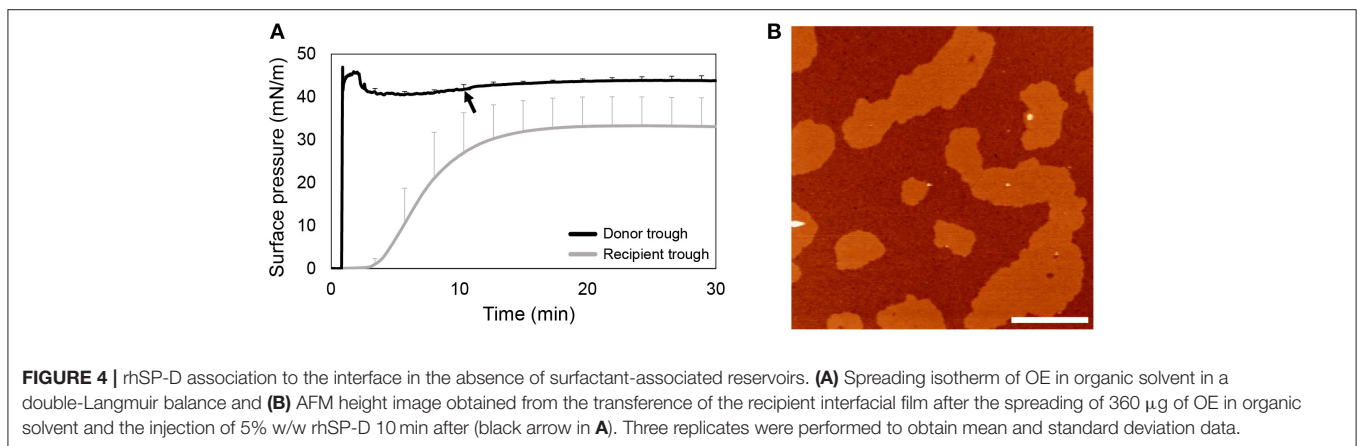 A
B
50
40
30
20
10
0
Surface pressure (mN/m)
Donor trough
Recipient trough
0 10 20 30
Time (min)
FIGURE 4 | rhSP-D association to the interface in the absence of surfactant-associated reservoirs. (A) Spreading isotherm of OE in organic solvent in a
double-Langmuir balance and (B) AFM height image obtained from the transference of the recipient interfacial film after the spreading of 360 μg of OE in organic
solvent and the injection of 5% w/w rhSP-D 10 min after (black arrow in A). Three replicates were performed to obtain mean and standard deviation data.